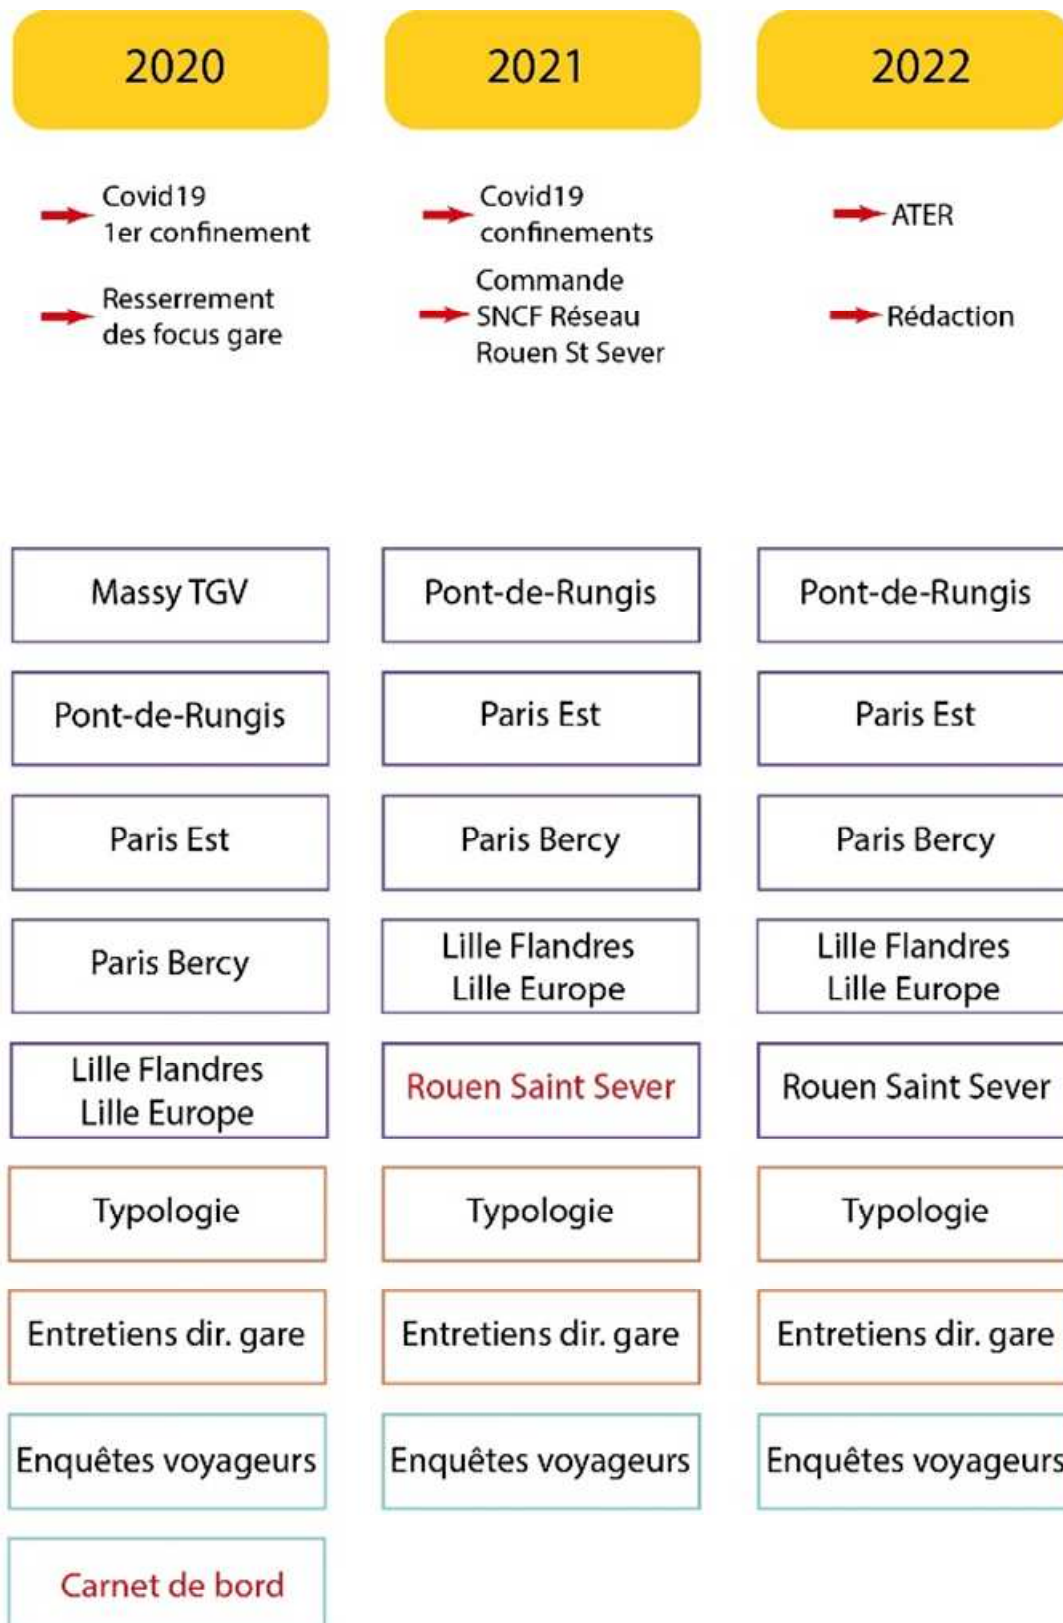 2020
2021
2022
Covid19
1er confinement
Covid19
confinements
ATER
Resserrement
des focus gare
Commande
SNCF Réseau
Rouen St Sever
Rédaction
Massy TGV
Pont-de-Rungis
Pont-de-Rungis
Pont-de-Rungis
Paris Est
Paris Est
Paris Est
Paris Bercy
Paris Bercy
Paris Bercy
Lille Flandres
Lille Europe
Lille Flandres
Lille Europe
Lille Flandres
Lille Europe
Rouen Saint Sever
Rouen Saint Sever
Typologie
Typologie
Typologie
Entretiens dir. gare
Entretiens dir. gare
Entretiens dir. gare
Enquêtes voyageurs
Enquêtes voyageurs
Enquêtes voyageurs
Carnet de bord